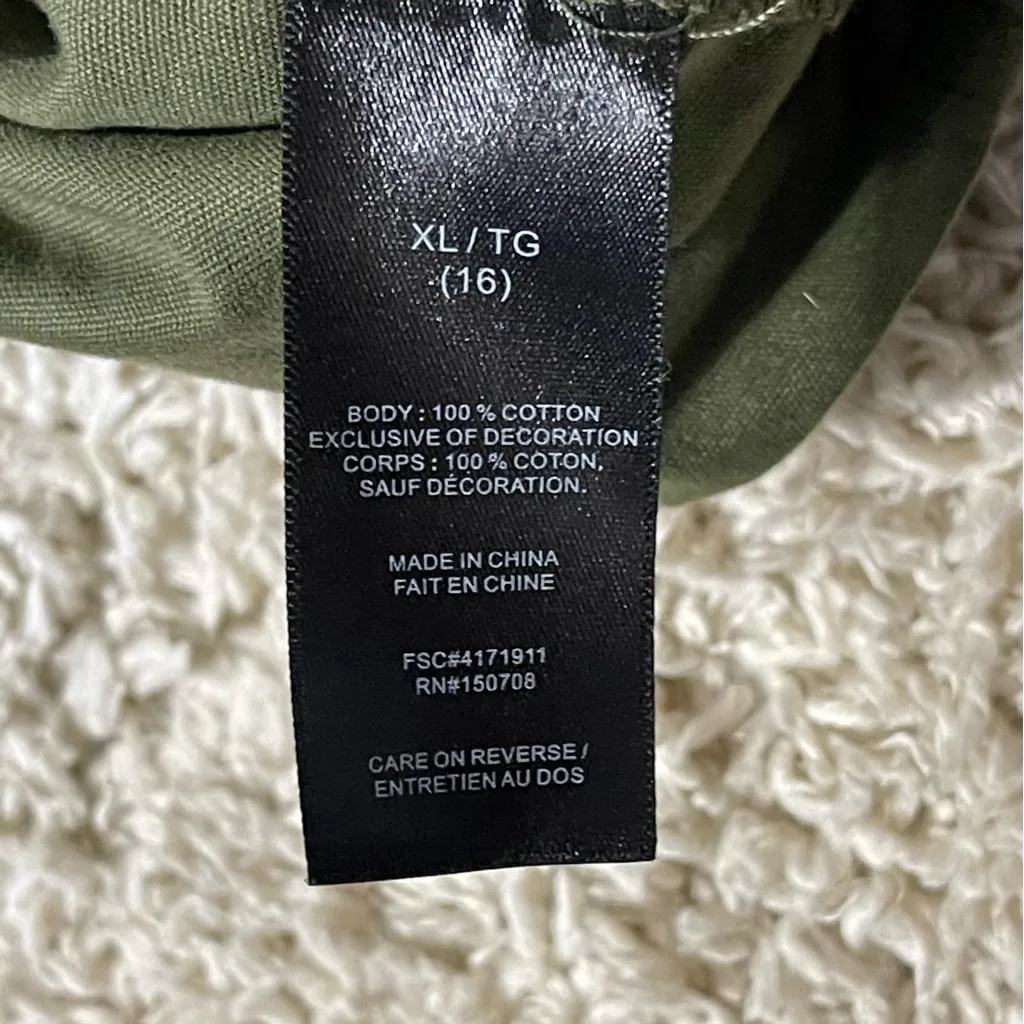 XL / TG
(16)
BODY : 100 % COTTON
EXCLUSIVE OF DECORATION
CORPS : 100 % COTON,
SAUF DÉCORATION.
MADE IN CHINA
FAIT EN CHINE
FSC#4171911
RN#150708
CARE ON REVERSE /
ENTRETIEN AU DOS